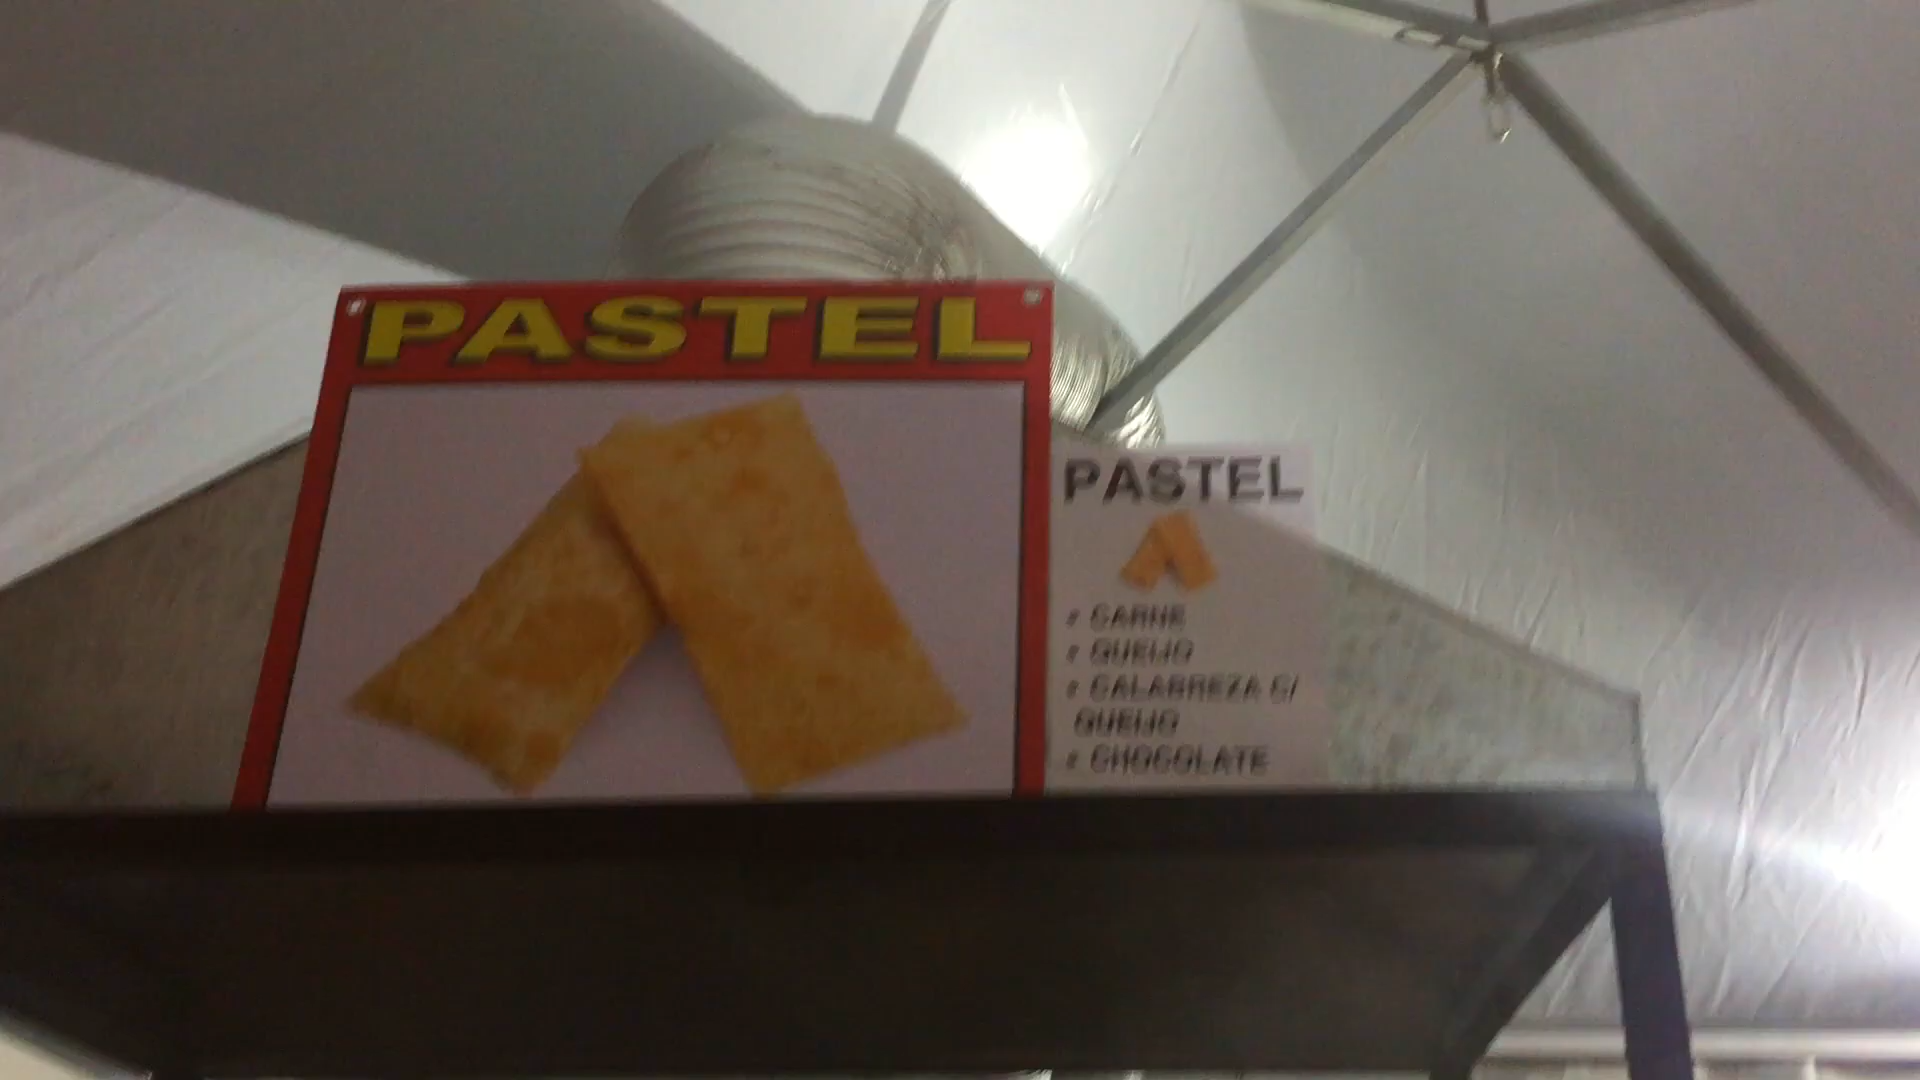 PASTEL
PASTEL
CARNE
QUEIJO
CALABREZA C/
QUEIJO
CHOCOLATE